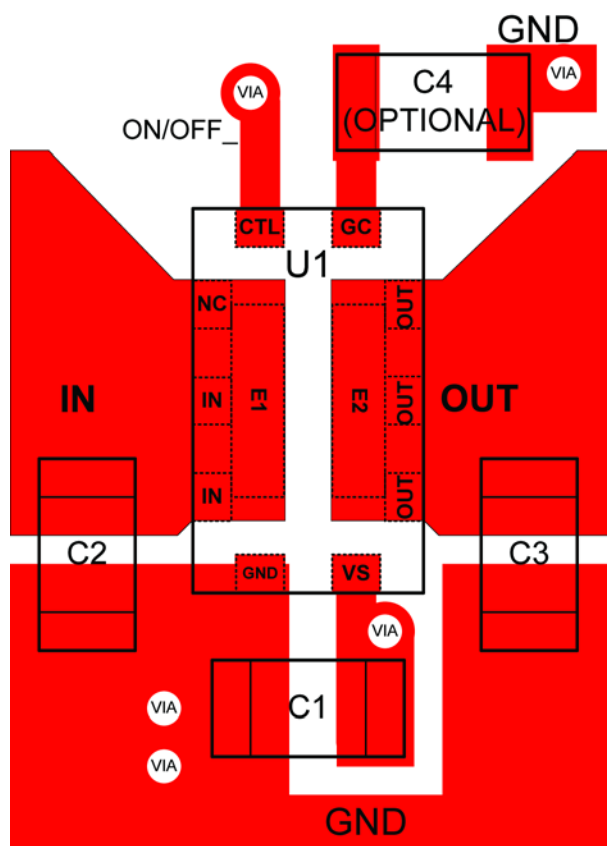 GND
VIA
C4
VIA
(OPTIONAL)
ON/OFF_
CTL
GC
U1
NC
OUT
IN
IN
E1
E2
OUT
OUT
IN
OUT
C2
C3
GND
VS
VIA
C1
VIA
VIA
GND